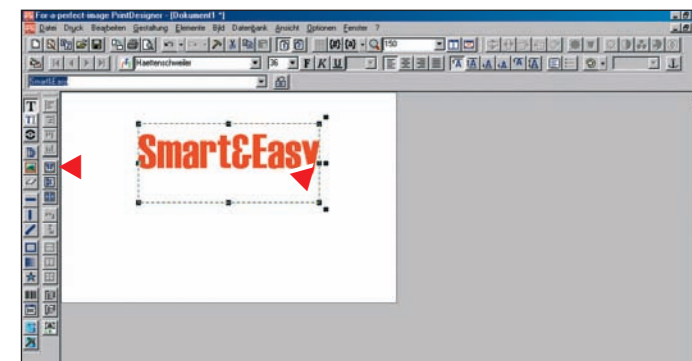 For a perfect image PrintDesigner - [Dokument1 *]
Datei Druck Bearbeiten Gestaltung Elemente Bild Datenbank Ansicht Optionen Fenster ?
150
Haettenschweiler 36 F K U
Smart&Easy
Smart&Easy